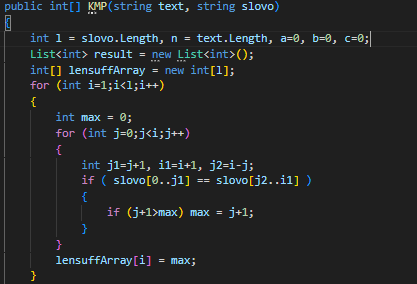 public int[] KMP(string text, string slovo)
{
int l = slovo.Length, n = text.Length, a=0, b=0, c=0;
List<int> result = new List<int>();
int[] lensuffArray = new int[l];
for (int i=1;i<l;i++)
{
int max = 0;
for (int j=0;j<i;j++)
{
int j1=j+1, i1=i+1, j2=i-j;
if ( slovo[0..j1] == slovo[j2..i1] )
{
if (j+1>max) max = j+1;
}
}
lensuffArray[i] = max;
}